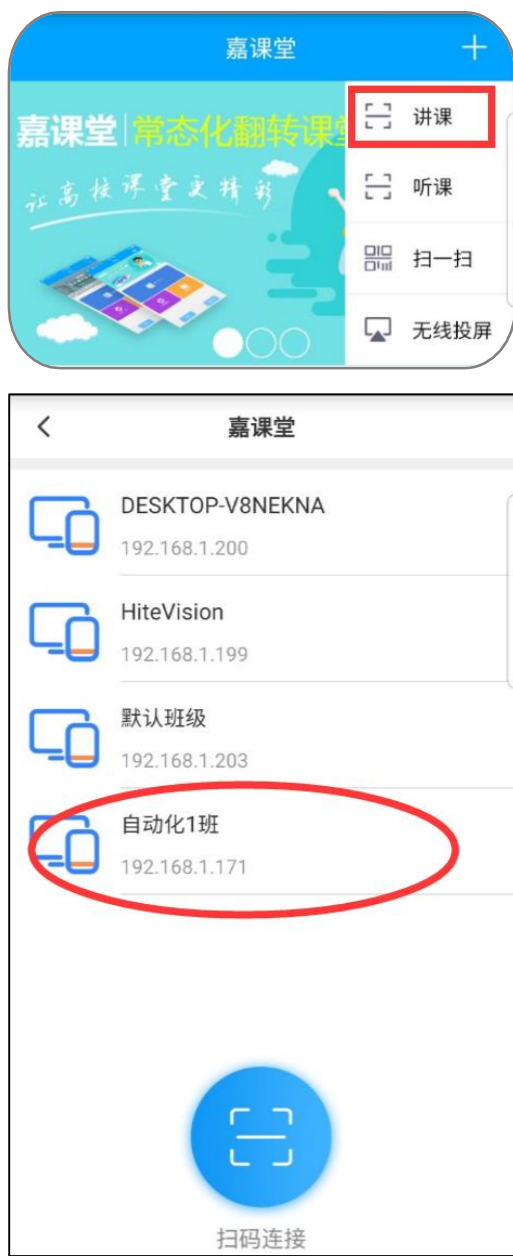 嘉课堂
讲课
嘉课堂|常态化翻转课堂
听课
让高校课堂更精彩
扫一扫
无线投屏
嘉课堂
DESKTOP-V8NEKNA
192.168.1.200
HiteVision
192.168.1.199
默认班级
192.168.1.203
自动化1班
192.168.1.171
扫码连接